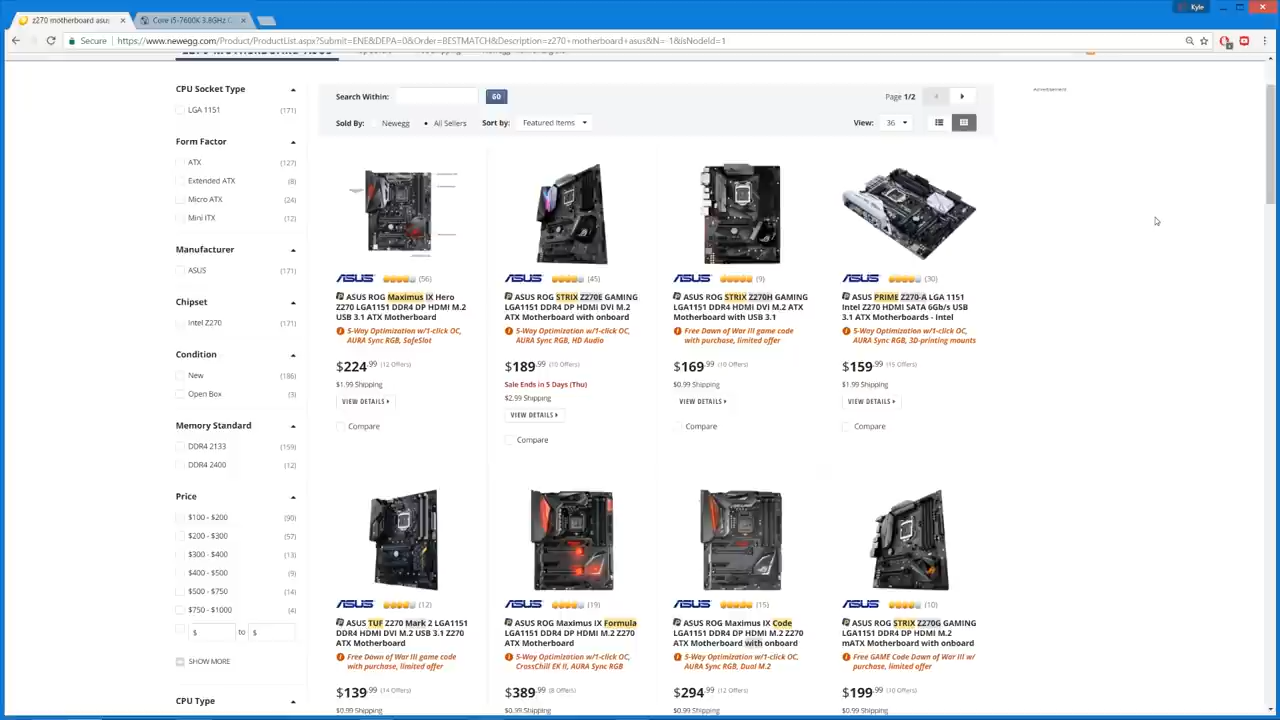 Kyle
z270 motherboard asus
Core i5-7600K 3.8GHz
Secure https://www.newegg.com/Product/ProductList.aspx?Submit=ENE&DEPA=0&Order=BESTMATCH&Description=z270+motherboard+asus&N=-1&isNodeId=1
CPU Socket Type
LGA 1151 (171)
Form Factor
ATX (127)
Extended ATX (8)
Micro ATX (24)
Mini ITX (12)
Manufacturer
ASUS (171)
Chipset
Intel Z270 (171)
Condition
New (186)
Open Box (3)
Memory Standard
DDR4 2133 (159)
DDR4 2400 (12)
Price
$100 - $200 (90)
$200 - $300 (57)
$300 - $400 (13)
$400 - $500 (9)
$500 - $750 (14)
$750 - $1000 (4)
$ to $
SHOW MORE
CPU Type
Search Within: GO
Page 1/2
Sold By: Newegg • All Sellers Sort by: Featured Items
View: 36
Advertisement
ASUS (56)
ASUS ROG Maximus IX Hero
Z270 LGA1151 DDR4 DP HDMI M.2
USB 3.1 ATX Motherboard
5-Way Optimization w/1-click OC,
AURA Sync RGB, SafeSlot
$224.99 (12 Offers)
$1.99 Shipping
VIEW DETAILS
Compare
ASUS (45)
ASUS ROG STRIX Z270E GAMING
LGA1151 DDR4 DP HDMI DVI M.2
ATX Motherboard with onboard
5-Way Optimization w/1-click OC,
AURA Sync RGB, HD Audio
$189.99 (10 Offers)
Sale Ends in 5 Days (Thu)
$2.99 Shipping
VIEW DETAILS
Compare
ASUS (9)
ASUS ROG STRIX Z270H GAMING
LGA1151 DDR4 DP HDMI DVI M.2
ATX Motherboard with USB 3.1
Free Dawn of War III game code
with purchase, limited offer
$169.99 (10 Offers)
$0.99 Shipping
VIEW DETAILS
Compare
ASUS (30)
ASUS PRIME Z270-A LGA 1151
Intel Z270 HDMI SATA 6Gb/s USB
3.1 ATX Motherboards - Intel
5-Way Optimization w/1-click OC,
AURA Sync RGB, 3D-printing mounts
$159.99 (15 Offers)
$1.99 Shipping
VIEW DETAILS
Compare
ASUS (12)
ASUS TUF Z270 Mark 2 LGA1151
DDR4 HDMI DVI M.2 USB 3.1 Z270
ATX Motherboard
Free Dawn of War III game code
with purchase, limited offer
$139.99 (14 Offers)
$0.99 Shipping
ASUS (19)
ASUS ROG Maximus IX Formula
LGA1151 DDR4 DP HDMI M.2 Z270
ATX Motherboard
5-Way Optimization w/1-click OC,
CrossChill EK II, AURA Sync RGB
$389.99 (8 Offers)
$0.99 Shipping
ASUS (15)
ASUS ROG Maximus IX Code
LGA1151 DDR4 DP HDMI M.2 Z270
ATX Motherboard with onboard
5-Way Optimization w/1-click OC,
AURA Sync RGB, Dual M.2
$294.99 (12 Offers)
$0.99 Shipping
ASUS (10)
ASUS ROG STRIX Z270G GAMING
LGA1151 DDR4 DP HDMI M.2
mATX Motherboard with onboard
Free GAME Code Dawn of War III w/
purchase, limited offer
$199.99 (10 Offers)
$0.99 Shipping